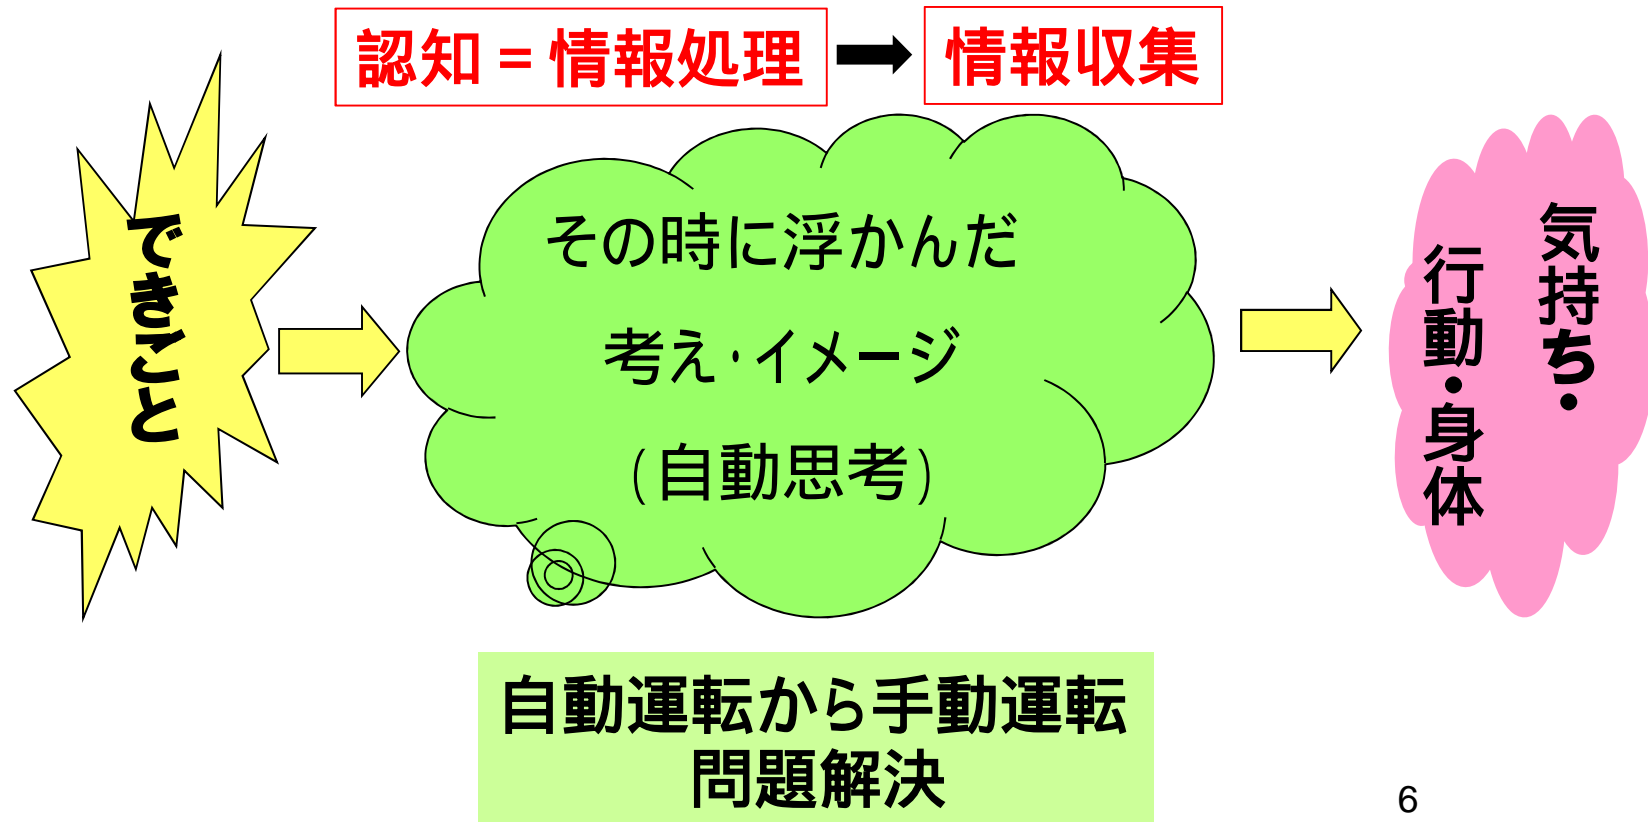 認知=情報処理
情報収集
できごと
その時に浮かんだ
考え・イメージ
(自動思考)
気持ち・
行動・身体
自動運転から手動運転
問題解決
6